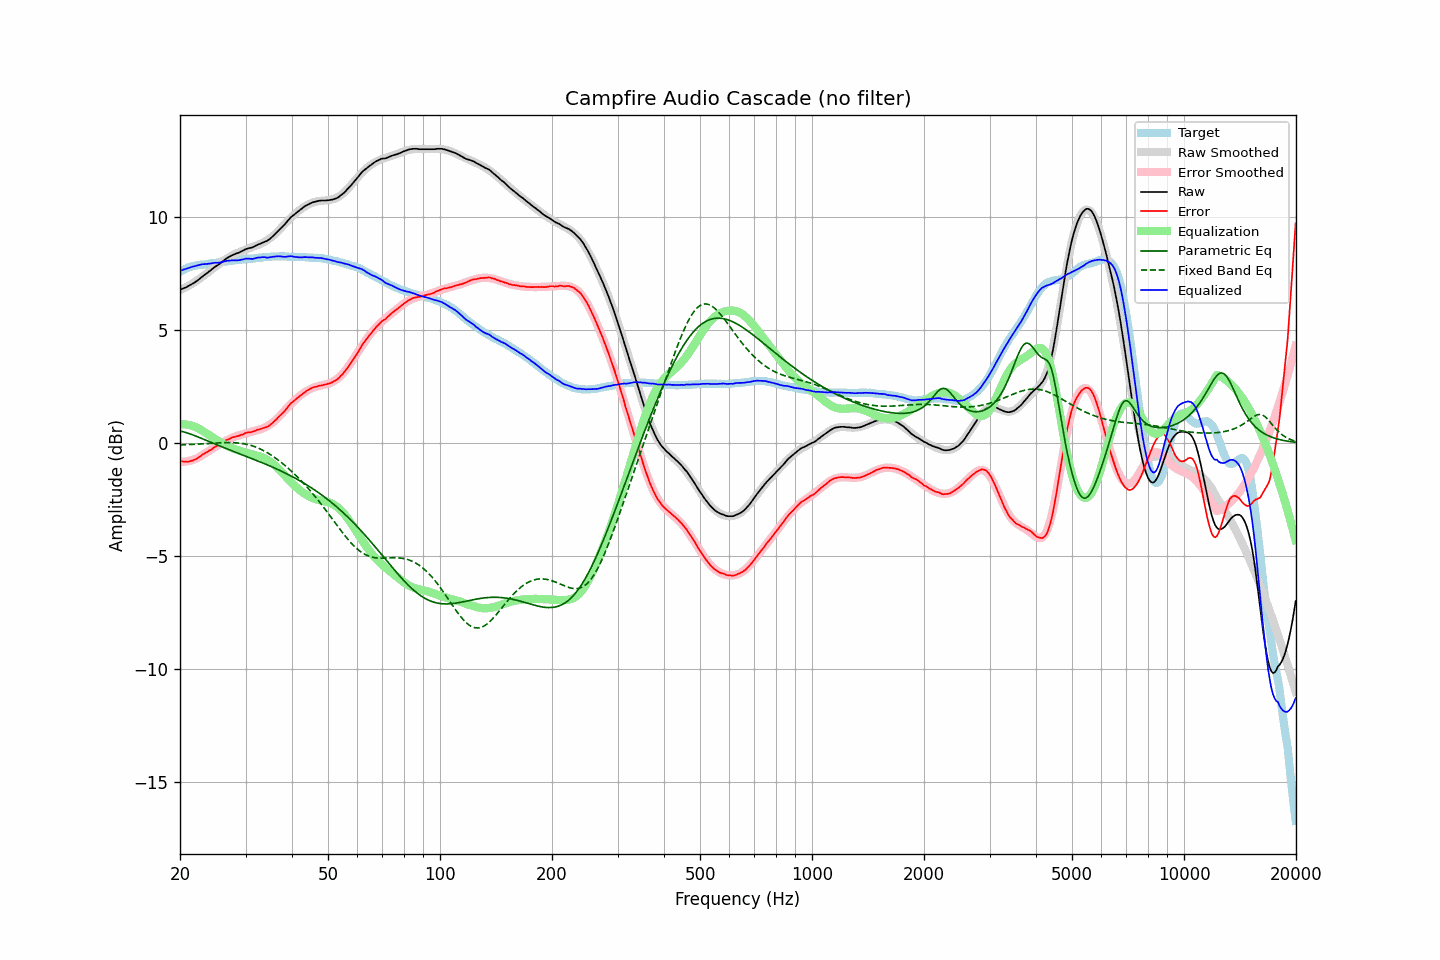 Campfire Audio Cascade (no filter)
Target
Raw Smoothed
Error Smoothed
Raw
Error
Equalization
Parametric Eq
Fixed Band Eq
Equalized
10
5
0
−5
−10
−15
Amplitude (dBr)
20 50 100 200 500 1000 2000 5000 10000 20000
Frequency (Hz)